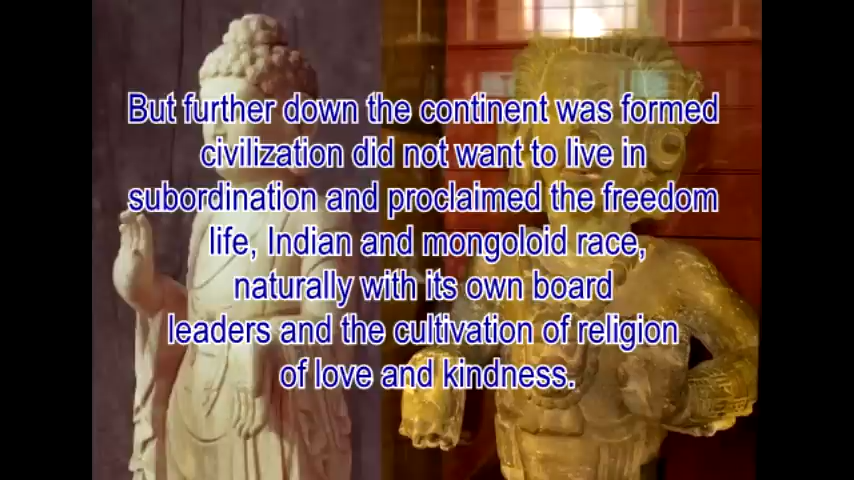 But further down the continent was formed
civilization did not want to live in
subordination and proclaimed the freedom
life, Indian and mongoloid race,
naturally with its own board
leaders and the cultivation of religion
of love and kindness.